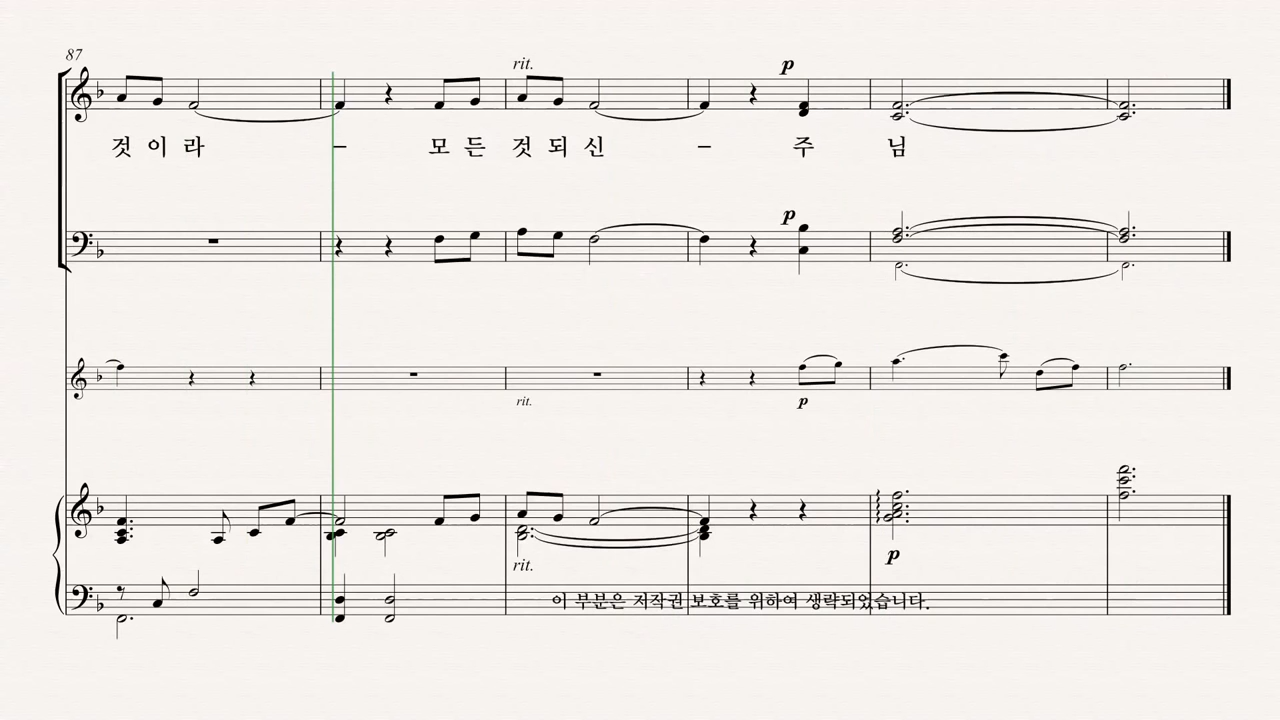 87
rit.
p
것 이 라 – 모 든 것 되 신 – 주 님
p
rit.
p
p
rit.
이 부분은 저작권 보호를 위하여 생략되었습니다.